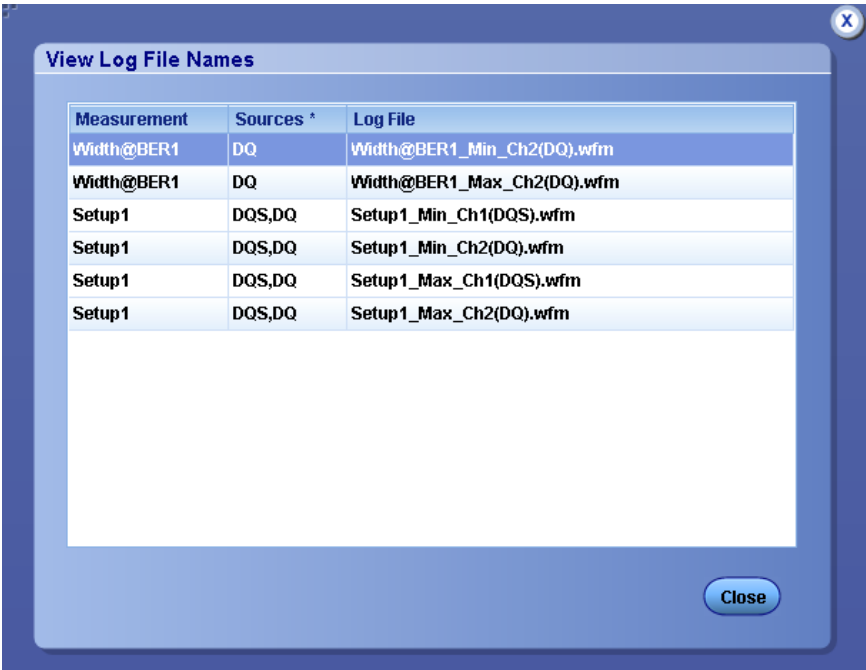 X
View Log File Names
Measurement Sources * Log File
Width@BER1 DQ Width@BER1_Min_Ch2(DQ).wfm
Width@BER1 DQ Width@BER1_Max_Ch2(DQ).wfm
Setup1 DQS,DQ Setup1_Min_Ch1(DQS).wfm
Setup1 DQS,DQ Setup1_Min_Ch2(DQ).wfm
Setup1 DQS,DQ Setup1_Max_Ch1(DQS).wfm
Setup1 DQS,DQ Setup1_Max_Ch2(DQ).wfm
Close